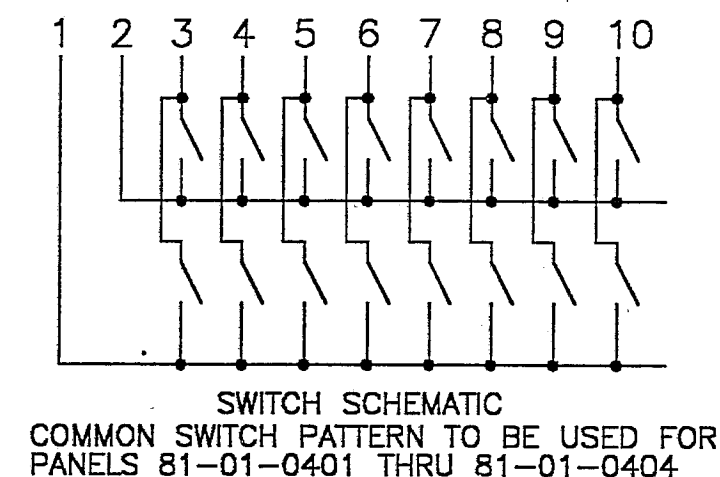 1 2 3 4 5 6 7 8 9 10
SWITCH SCHEMATIC
COMMON SWITCH PATTERN TO BE USED FOR
PANELS 81-01-0401 THRU 81-01-0404